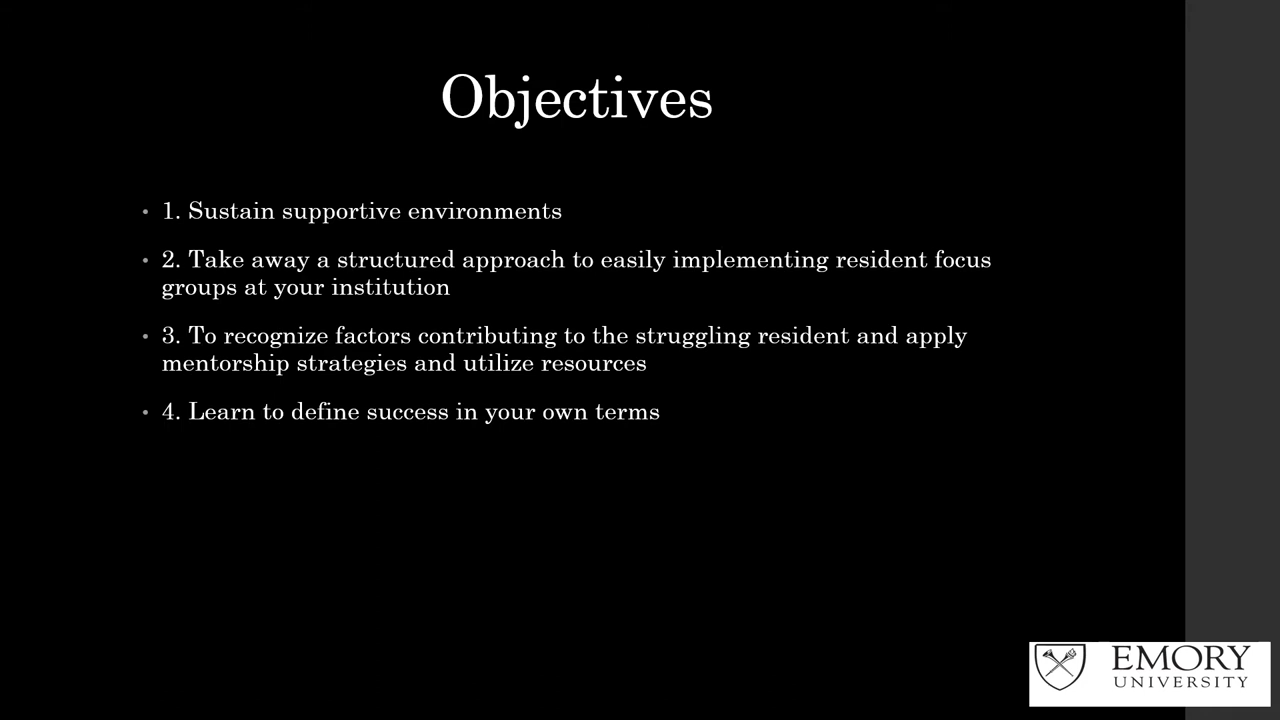 Objectives
• 1. Sustain supportive environments
• 2. Take away a structured approach to easily implementing resident focus
groups at your institution
• 3. To recognize factors contributing to the struggling resident and apply
mentorship strategies and utilize resources
• 4. Learn to define success in your own terms
EMORY
UNIVERSITY